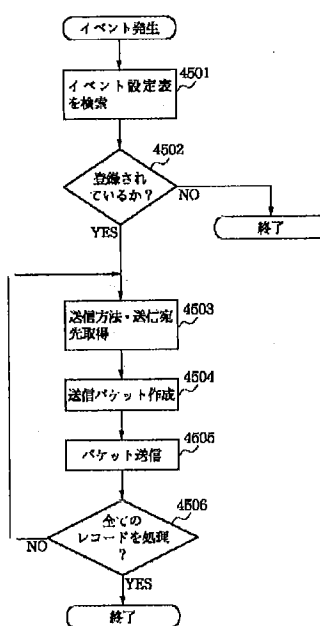 イベント発生
4501
イベント設定表
を検索
4502
登録され
ているか?
NO
YES
終了
4503
送信方法・送信宛
先取得
4504
送信パケット作成
4505
パケット送信
4506
全ての
レコードを処理
?
NO
YES
終了